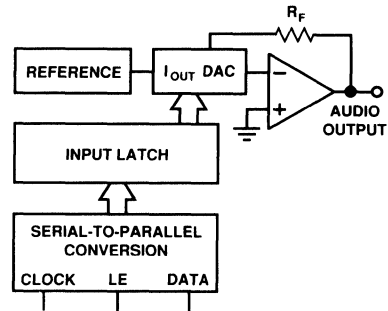 R_F
REFERENCE
I_OUT DAC
−
+
AUDIO
OUTPUT
INPUT LATCH
SERIAL-TO-PARALLEL
CONVERSION
CLOCK LE DATA